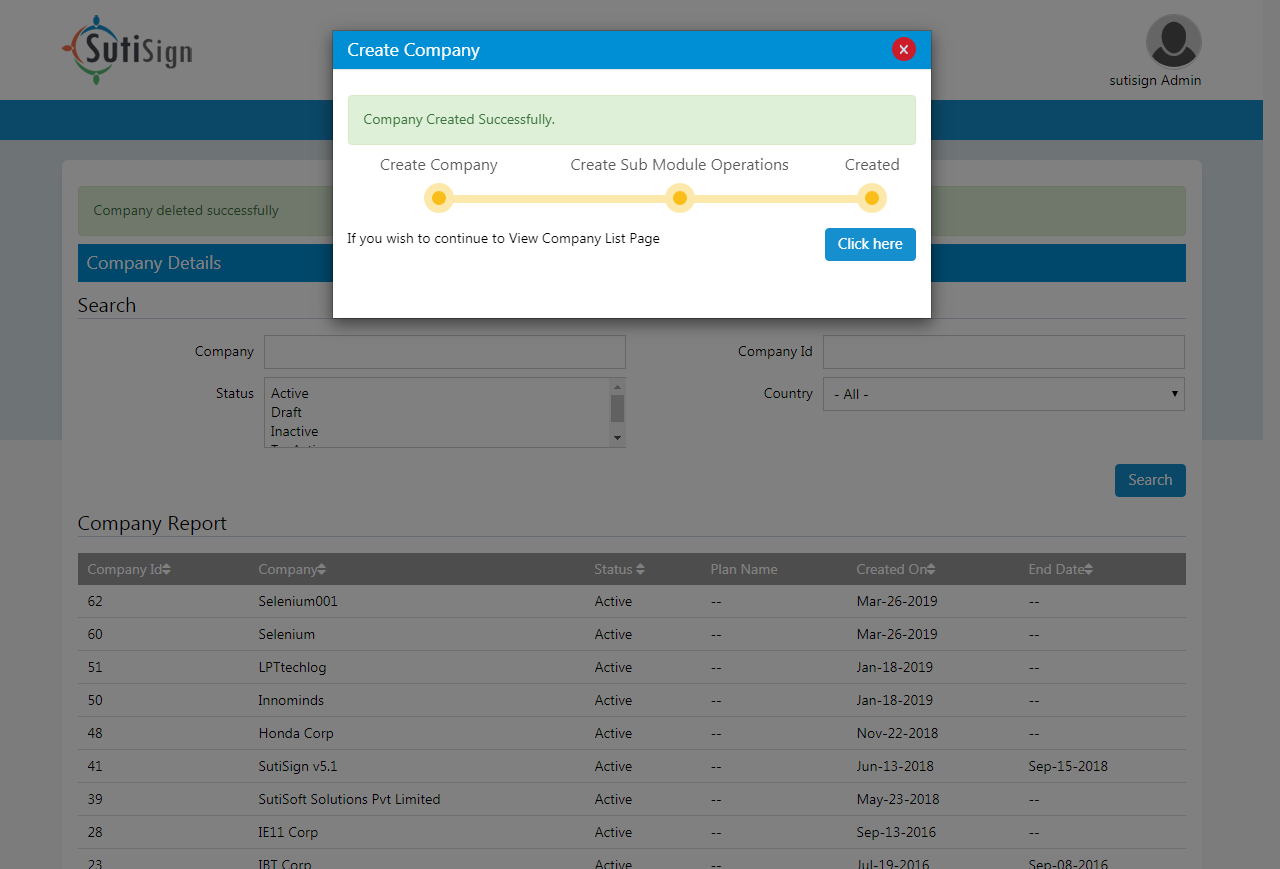 SutiSign
sutisign Admin
Create Company
Company Created Successfully.
Create Company Create Sub Module Operations Created
If you wish to continue to View Company List Page Click here
Company deleted successfully
Company Details
Search
Company Company Id
Status Active Country - All -
Draft
Inactive
Search
Company Report
Company Id Company Status Plan Name Created On End Date
62 Selenium001 Active -- Mar-26-2019 --
60 Selenium Active -- Mar-26-2019 --
51 LPTtechlog Active -- Jan-18-2019 --
50 Innominds Active -- Jan-18-2019 --
48 Honda Corp Active -- Nov-22-2018 --
41 SutiSign v5.1 Active -- Jun-13-2018 Sep-15-2018
39 SutiSoft Solutions Pvt Limited Active -- May-23-2018 --
28 IE11 Corp Active -- Sep-13-2016 --
23 IBT Corp Active -- Jul-19-2016 Sep-08-2016